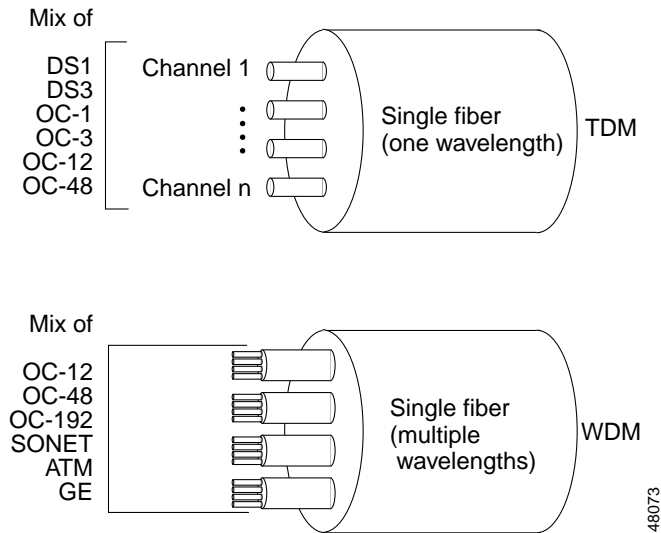 Mix of
DS1
DS3
OC-1
OC-3
OC-12
OC-48
Channel 1
Channel n
Single fiber
(one wavelength)
TDM
Mix of
OC-12
OC-48
OC-192
SONET
ATM
GE
Single fiber
(multiple
wavelengths)
WDM
48073